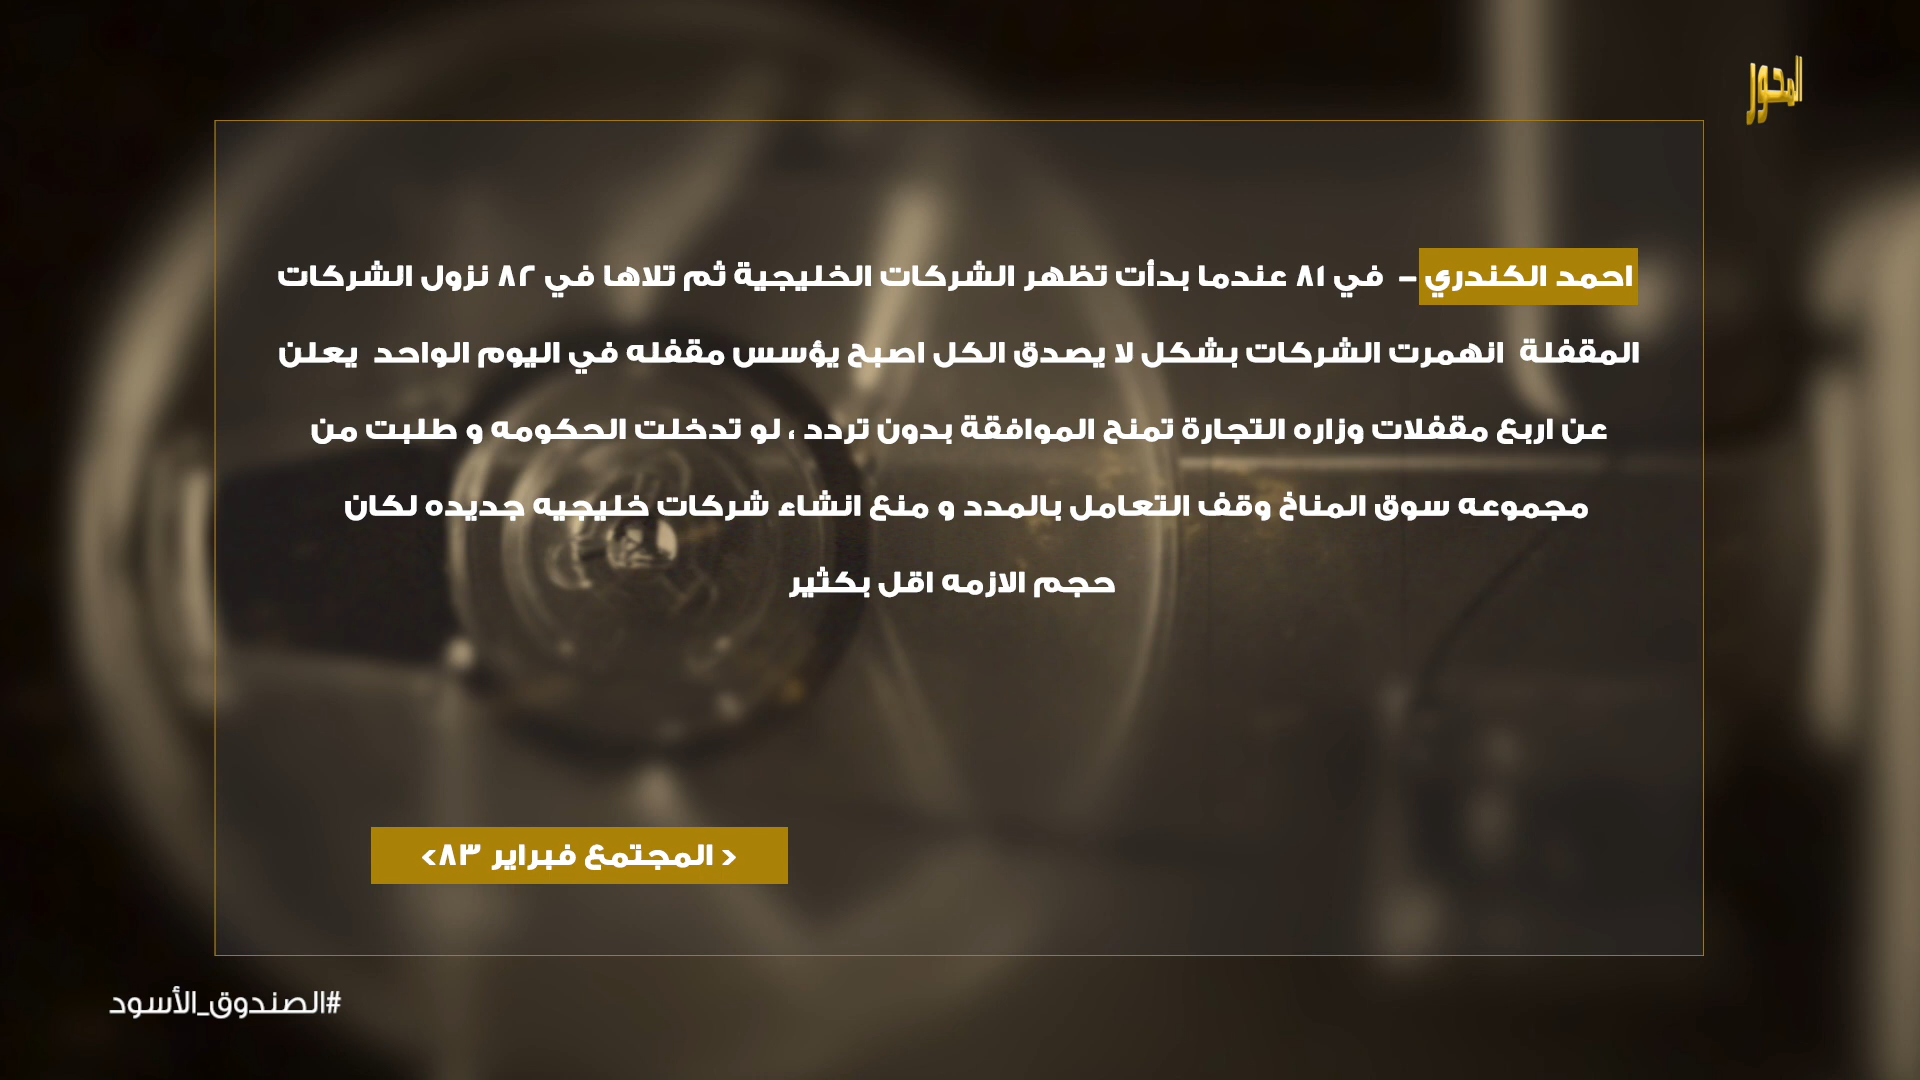 المحور
احمد الكندري – في ٨١ عندما بدأت تظهر الشركات الخليجية ثم تلاها في ٨٢ نزول الشركات
المقفلة انهمرت الشركات بشكل لا يصدق الكل اصبح يؤسس مقفله في اليوم الواحد يعلن
عن اربع مقفلات وزاره التجارة تمنح الموافقة بدون تردد ، لو تدخلت الحكومه و طلبت من
مجموعه سوق المناخ وقف التعامل بالمدد و منع انشاء شركات خليجيه جديده لكان
حجم الازمه اقل بكثير
< المجتمع فبراير ٨٣>
#الصندوق_الأسود